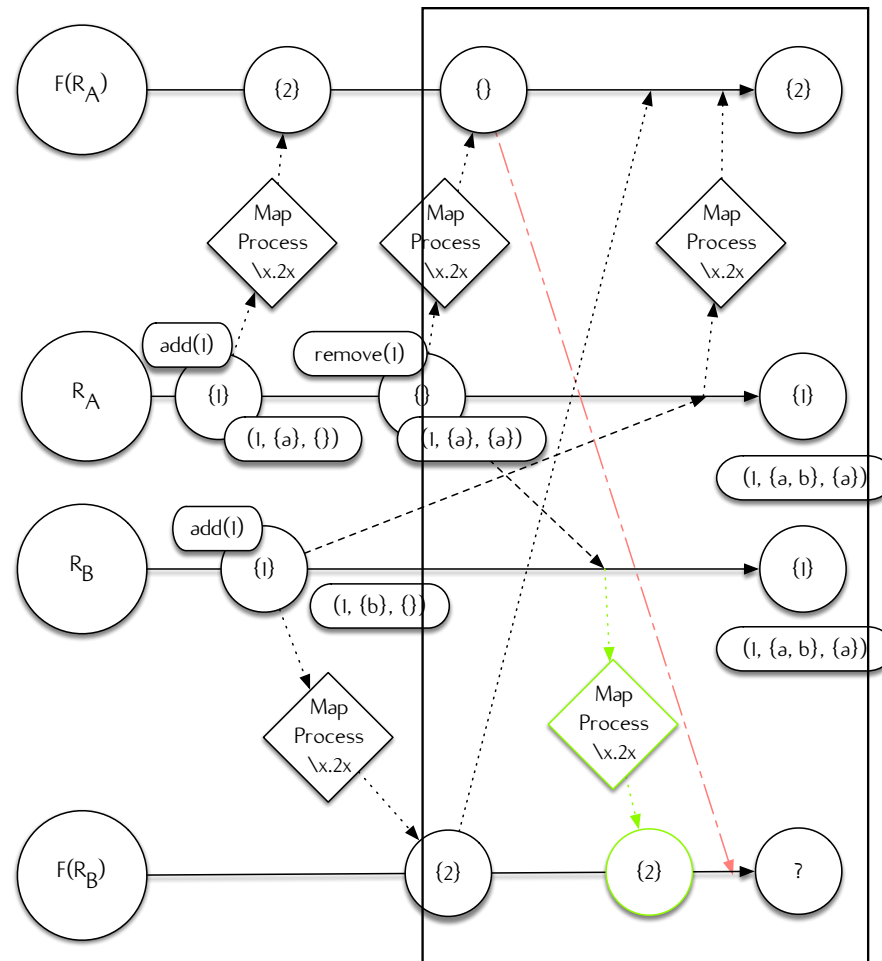 F(R_A)
{2}
{}
{2}
Map
Process
\x.2x
Map
Process
\x.2x
Map
Process
\x.2x
add(1)
remove(1)
R_A
{1}
{}
{1}
(1, {a}, {})
(1, {a}, {a})
(1, {a, b}, {a})
add(1)
R_B
{1}
{1}
(1, {b}, {})
(1, {a, b}, {a})
Map
Process
\x.2x
Map
Process
\x.2x
F(R_B)
{2}
{2}
?